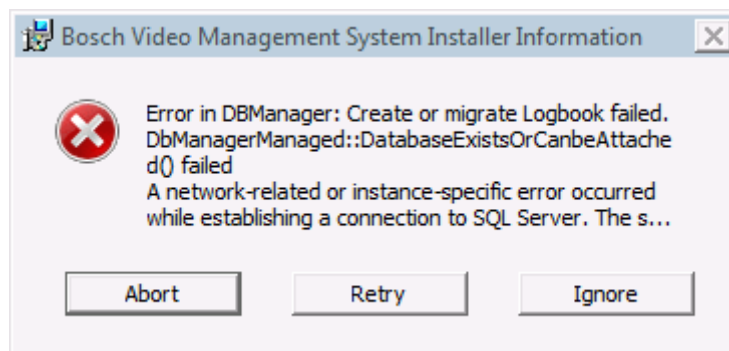 Bosch Video Management System Installer Information
Error in DBManager: Create or migrate Logbook failed.
DbManagerManaged::DatabaseExistsOrCanbeAttache
d() failed
A network-related or instance-specific error occurred
while establishing a connection to SQL Server. The s...
Abort Retry Ignore